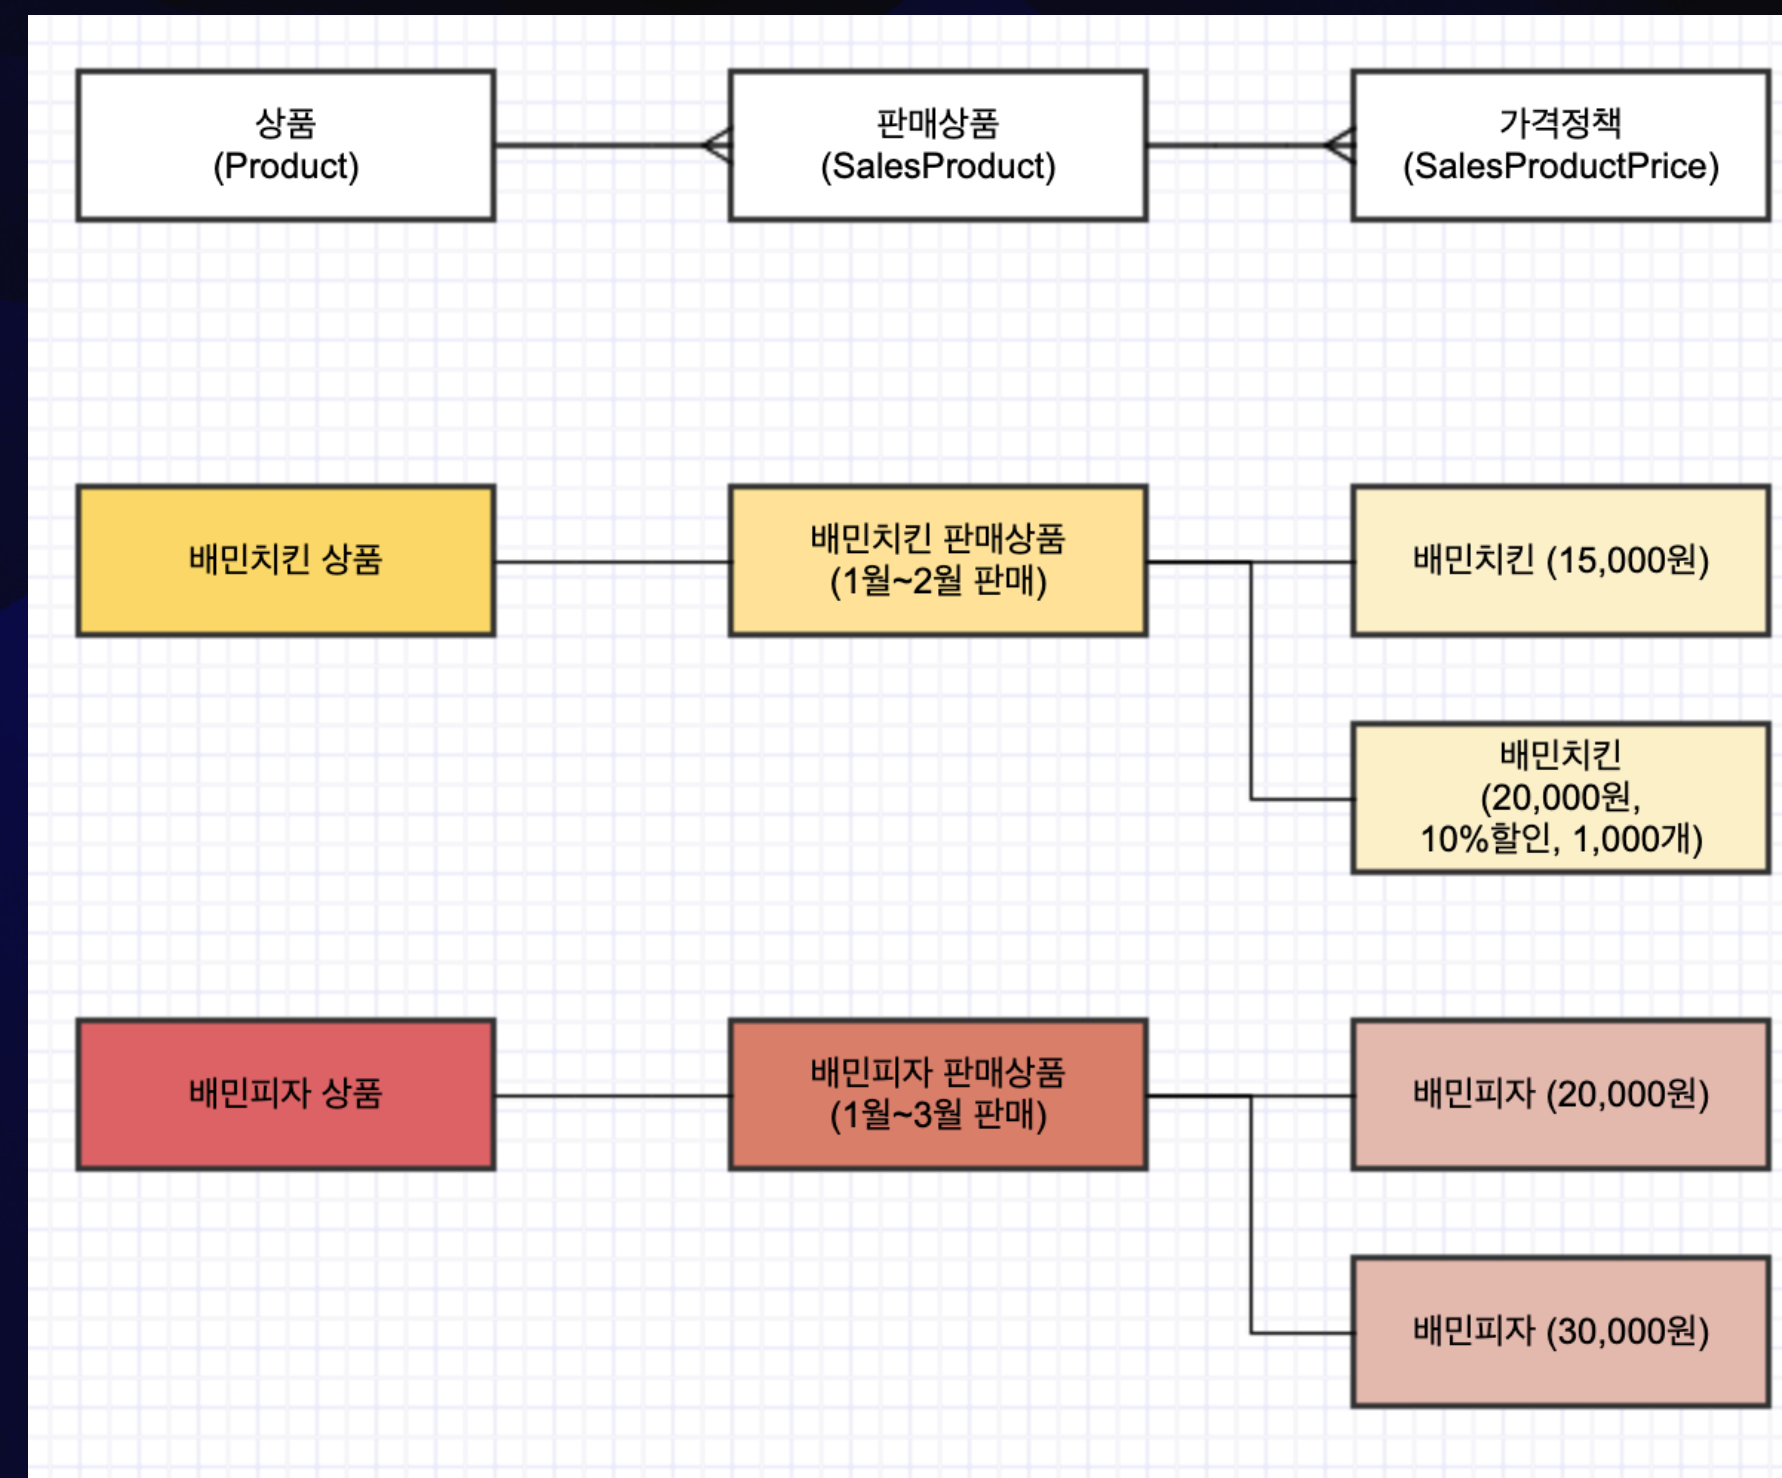 상품
(Product)
판매상품
(SalesProduct)
가격정책
(SalesProductPrice)
배민치킨 상품
배민치킨 판매상품
(1월~2월 판매)
배민치킨 (15,000원)
배민치킨
(20,000원,
10%할인, 1,000개)
배민피자 상품
배민피자 판매상품
(1월~3월 판매)
배민피자 (20,000원)
배민피자 (30,000원)